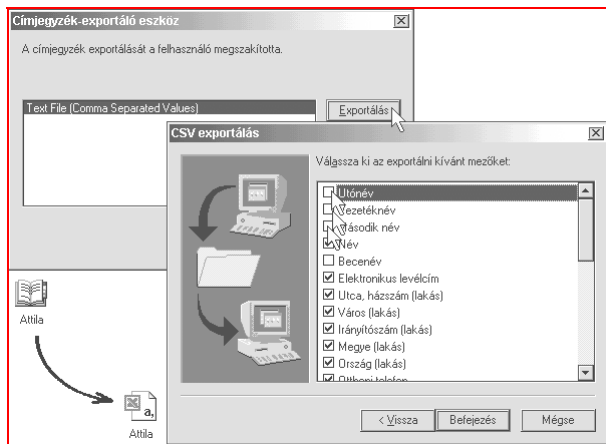 Címjegyzék-exportáló eszköz
A címjegyzék exportálását a felhasználó megszakította.
Text File (Comma Separated Values)
Exportálás
CSV exportálás
Válassza ki az exportálni kívánt mezőket:
Utónév
Vezetéknév
Második név
Név
Becenév
Elektronikus levélcím
Utca, házszám (lakás)
Város (lakás)
Irányítószám (lakás)
Megye (lakás)
Ország (lakás)
Otthoni telefon
< Vissza
Befejezés
Mégse
Attila
a,
Attila